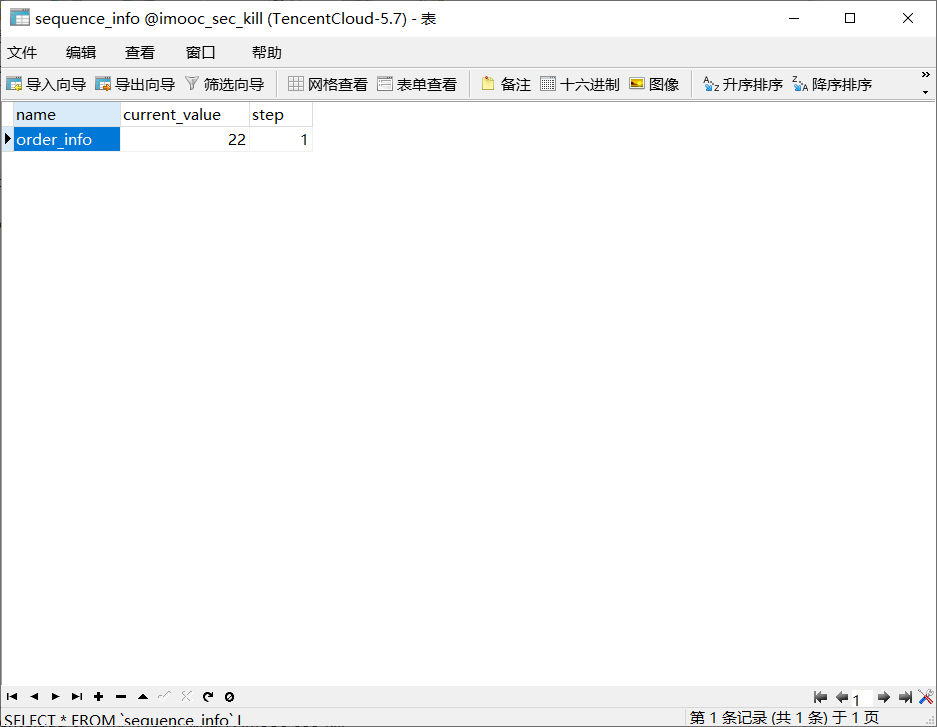 sequence_info @imooc_sec_kill (TencentCloud-5.7) - 表
文件 编辑 查看 窗口 帮助
导入向导 导出向导 筛选向导 网格查看 表单查看 备注 十六进制 图像 升序排序 降序排序
name current_value step
order_info 22 1
1
SELECT * FROM `sequence_info` L 第 1 条记录 (共 1 条) 于 1 页